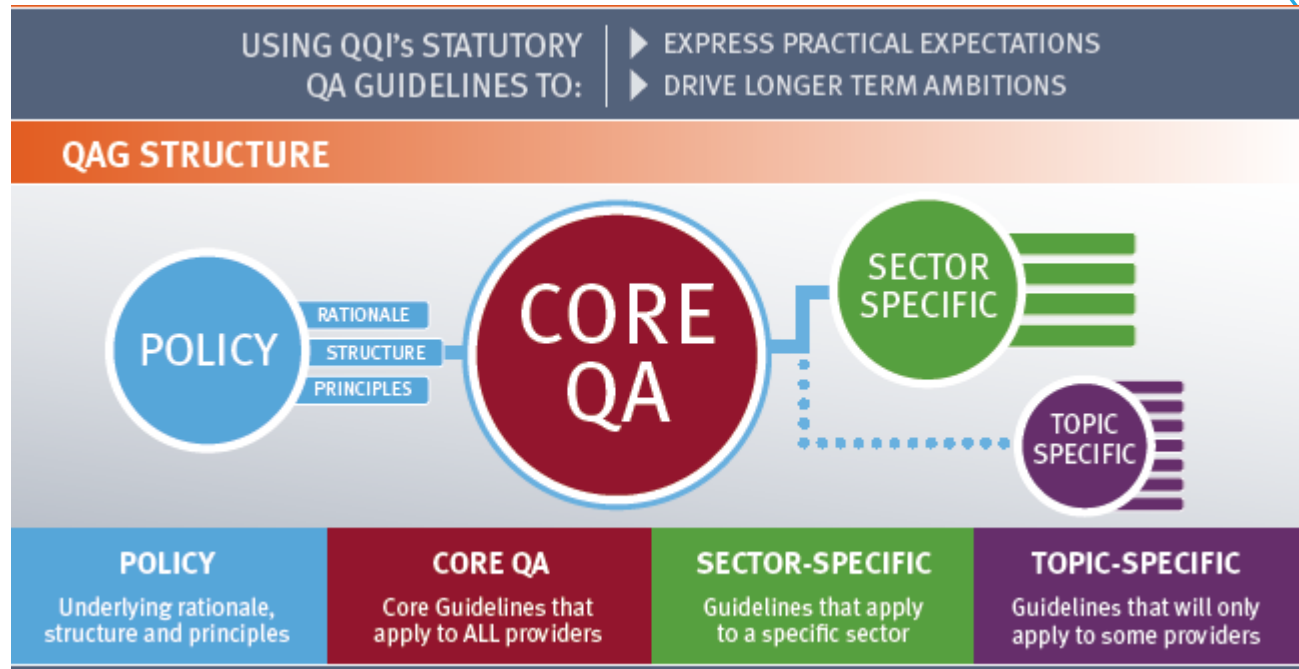 USING QQI's STATUTORY
QA GUIDELINES TO:
EXPRESS PRACTICAL EXPECTATIONS
DRIVE LONGER TERM AMBITIONS
QAG STRUCTURE
POLICY
RATIONALE
STRUCTURE
PRINCIPLES
CORE
QA
SECTOR
SPECIFIC
TOPIC
SPECIFIC
POLICY
Underlying rationale,
structure and principles
CORE QA
Core Guidelines that
apply to ALL providers
SECTOR-SPECIFIC
Guidelines that apply
to a specific sector
TOPIC-SPECIFIC
Guidelines that will only
apply to some providers